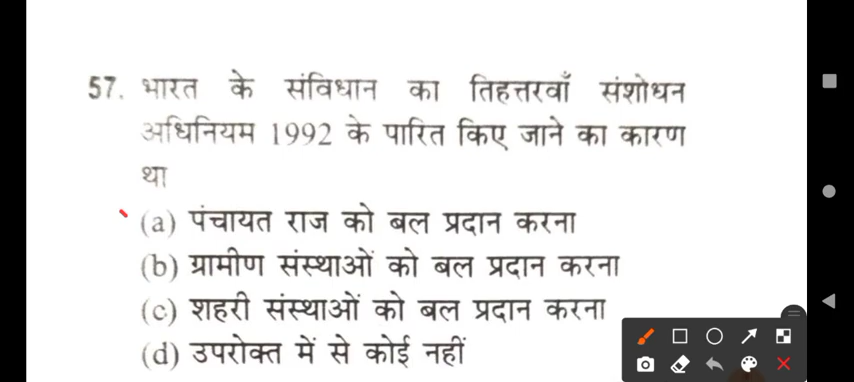 57. भारत के संविधान का तिहत्तरवाँ संशोधन
अधिनियम 1992 के पारित किए जाने का कारण
था
(a) पंचायत राज को बल प्रदान करना
(b) ग्रामीण संस्थाओं को बल प्रदान करना
(c) शहरी संस्थाओं को बल प्रदान करना
(d) उपरोक्त में से कोई नहीं